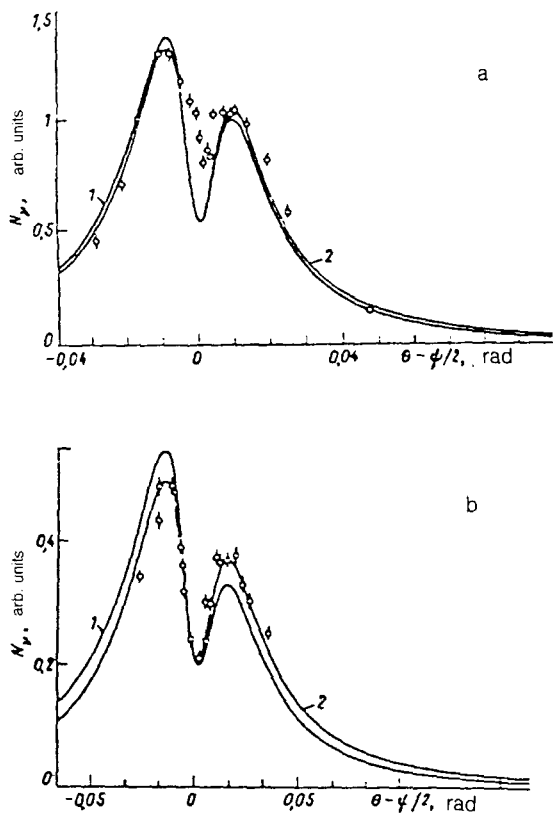 1,5
a
1
N_γ, arb. units
1
0,5
2
0
-0,04 0 0,04 θ-ψ/2, rad
b
0,4
N_γ, arb. units
1
0,2
2
0
-0,05 0 0,05 θ-ψ/2, rad